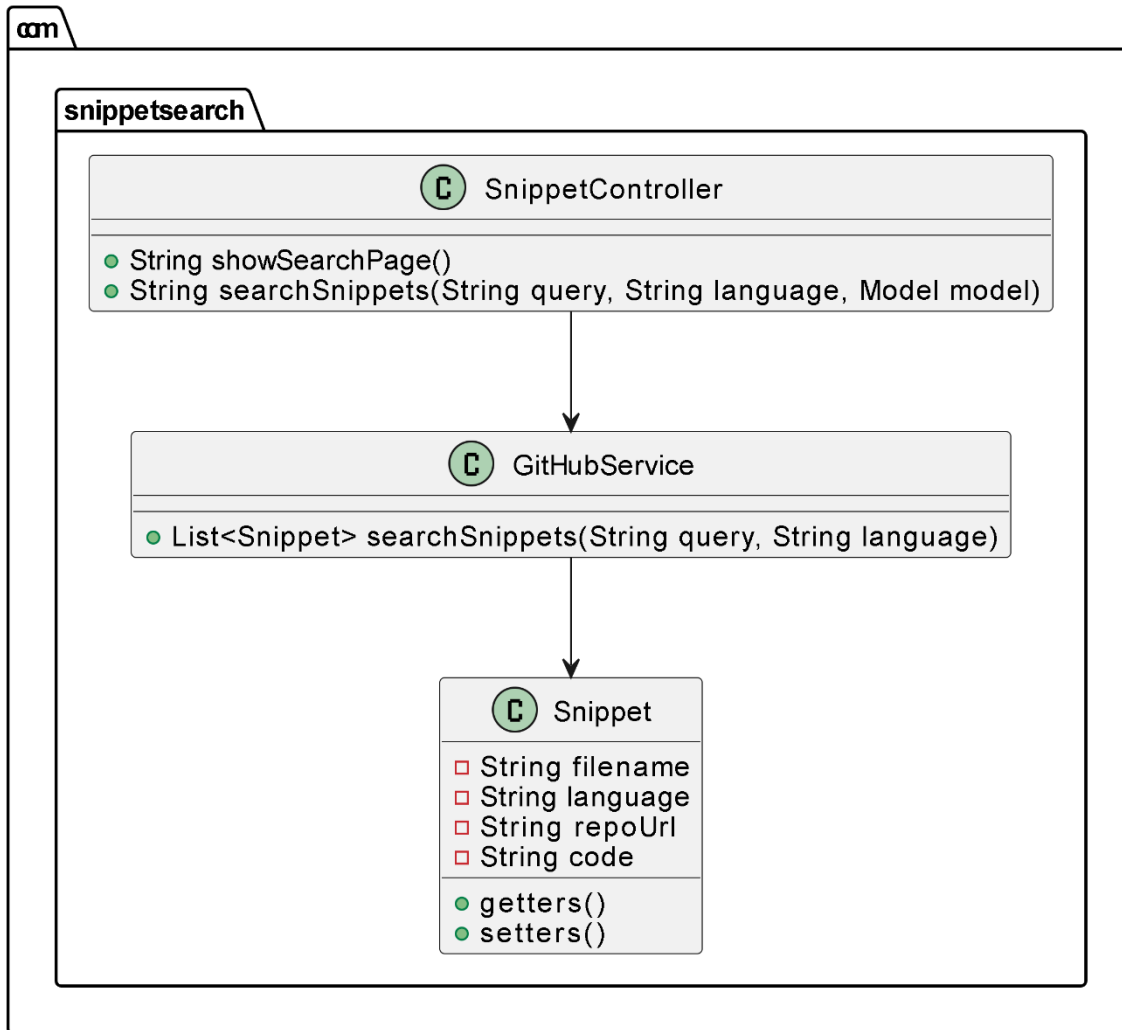 com
snippetsearch
C SnippetController
String showSearchPage()
String searchSnippets(String query, String language, Model model)
C GitHubService
List<Snippet> searchSnippets(String query, String language)
C Snippet
String filename
String language
String repoUrl
String code
getters()
setters()